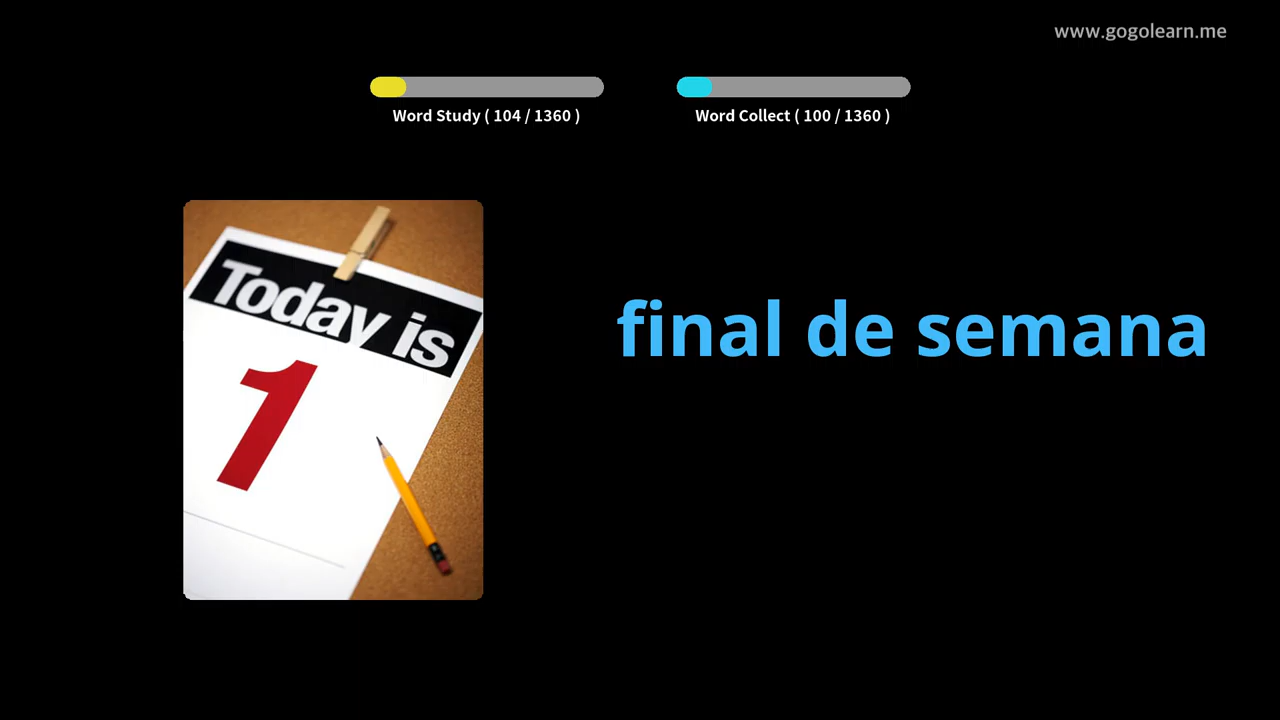 www.gogolearn.me
Word Study ( 104 / 1360 )
Word Collect ( 100 / 1360 )
Today is
1
final de semana